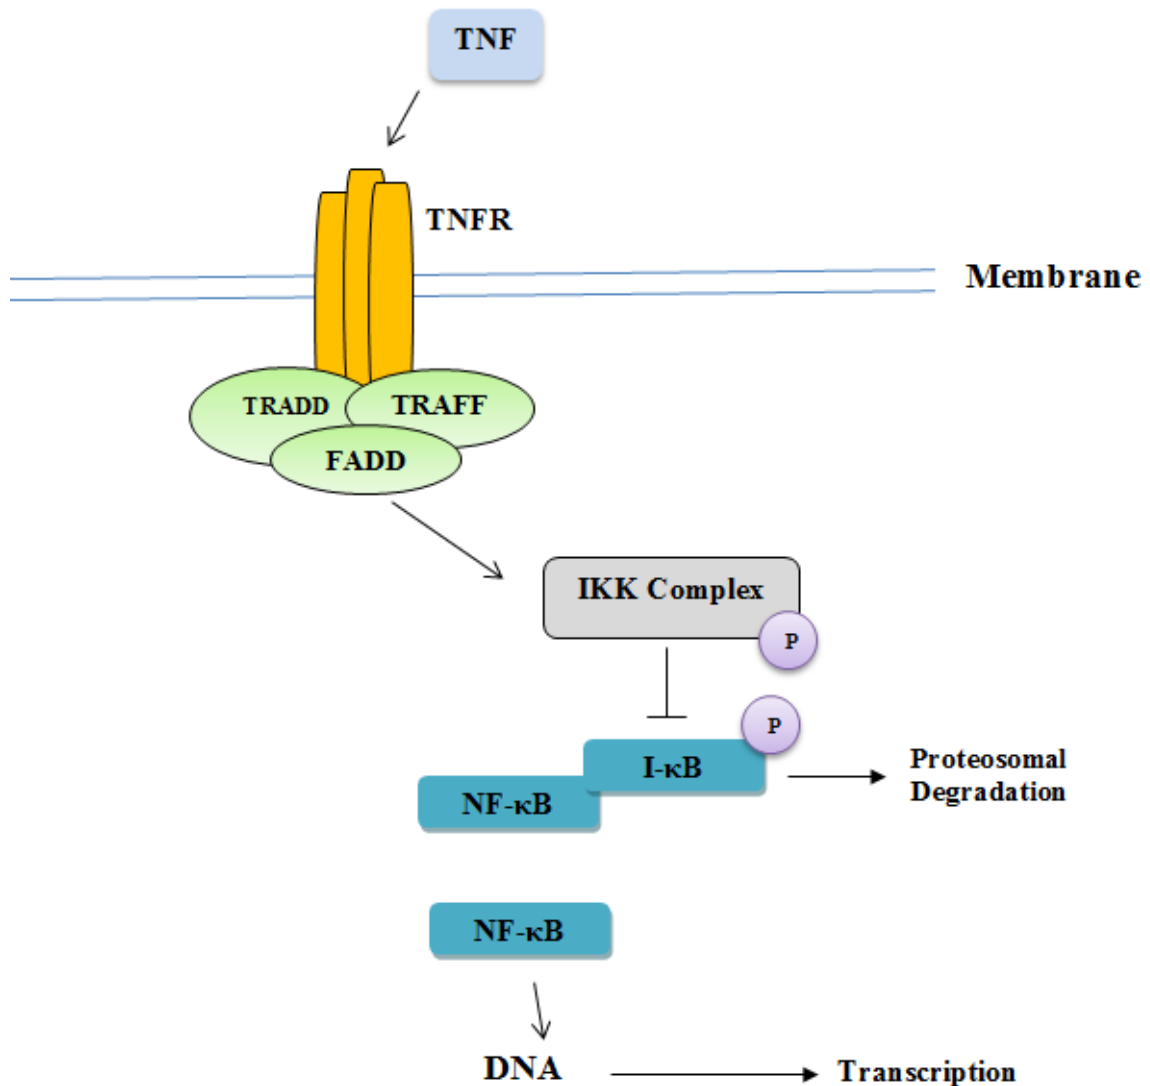 TNF
TNFR
Membrane
TRADD
TRAFF
FADD
IKK Complex
P
P
I-κB
Proteosomal
Degradation
NF-κB
NF-κB
DNA
Transcription